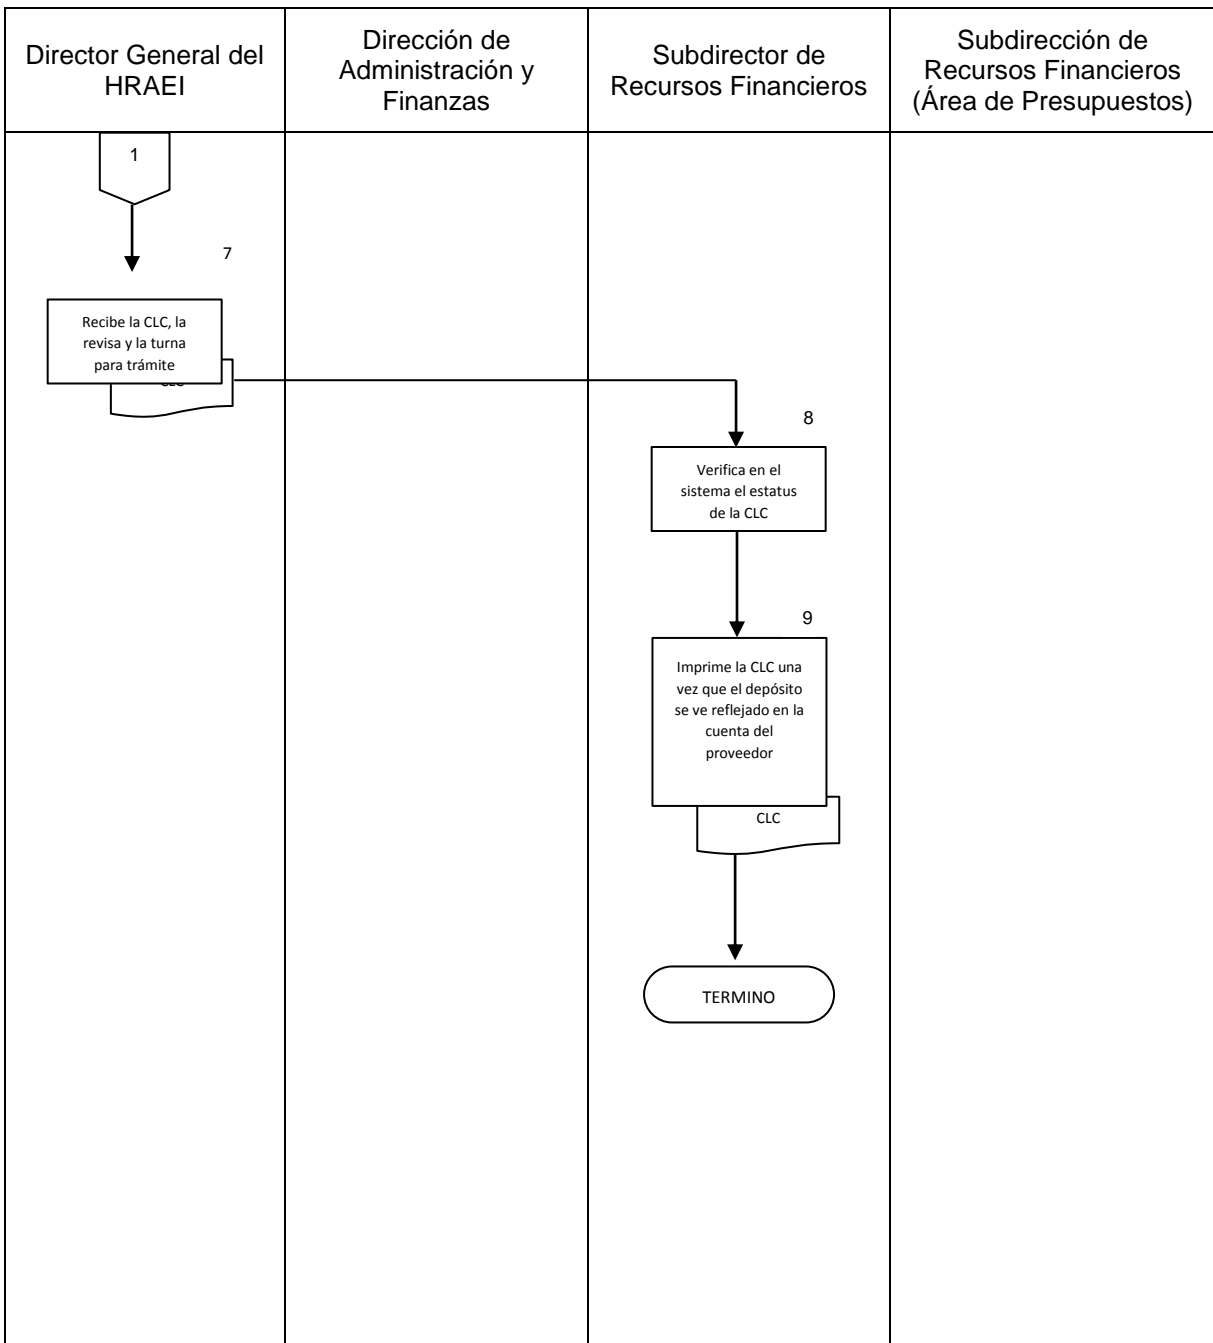 Director General del
HRAEI
Dirección de
Administración y
Finanzas
Subdirector de
Recursos Financieros
Subdirección de
Recursos Financieros
(Área de Presupuestos)
1
7
Recibe la CLC, la
revisa y la turna
para trámite
CLC
8
Verifica en el
sistema el estatus
de la CLC
9
Imprime la CLC una
vez que el depósito
se ve reflejado en la
cuenta del
proveedor
CLC
TERMINO